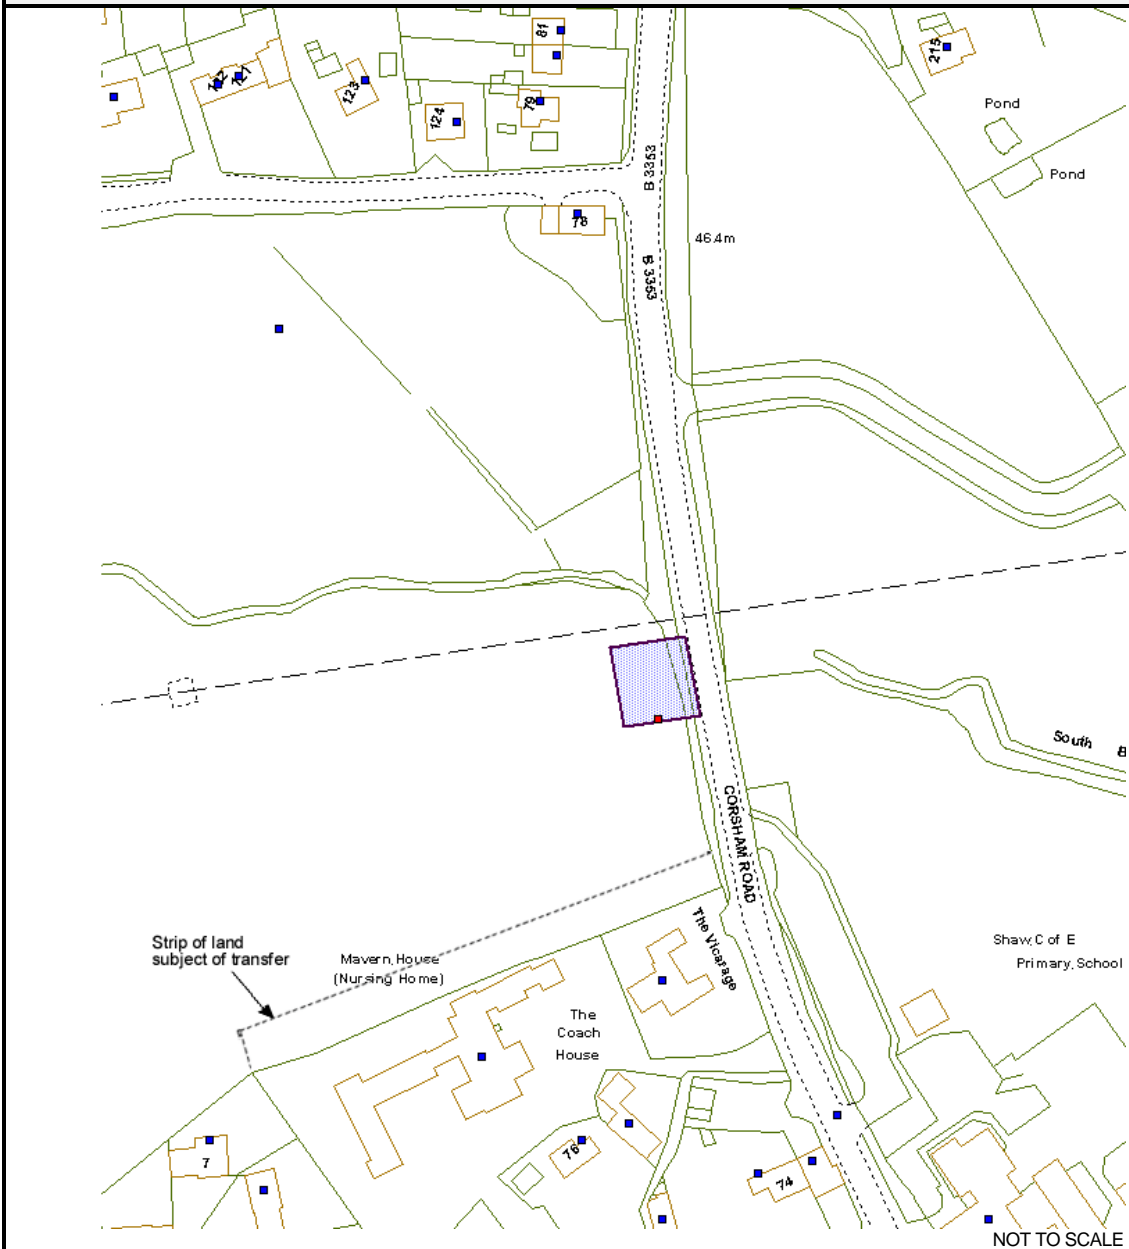 81
215
122
121
123
124
79
Pond
Pond
B 3353
78
46.4m
B 3353
South B
CORSHAM ROAD
Strip of land
subject of transfer
Mavern House
(Nursing Home)
The Vicarage
Shaw C of E
Primary School
The
Coach
House
7
76
74
NOT TO SCALE